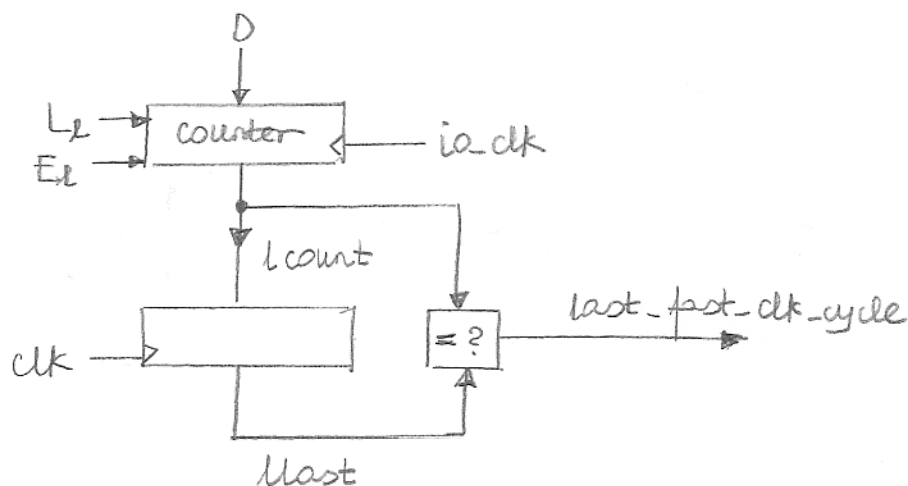 D
Ll
counter
io_clk
El
lcount
last_fast_clk_cycle
= ?
clk
llast